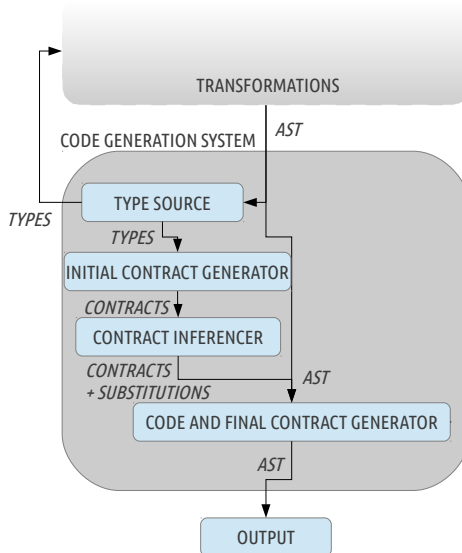 TRANSFORMATIONS
AST
CODE GENERATION SYSTEM
TYPE SOURCE
TYPES
TYPES
INITIAL CONTRACT GENERATOR
CONTRACTS
CONTRACT INFERENCER
CONTRACTS
+ SUBSTITUTIONS
AST
CODE AND FINAL CONTRACT GENERATOR
AST
OUTPUT